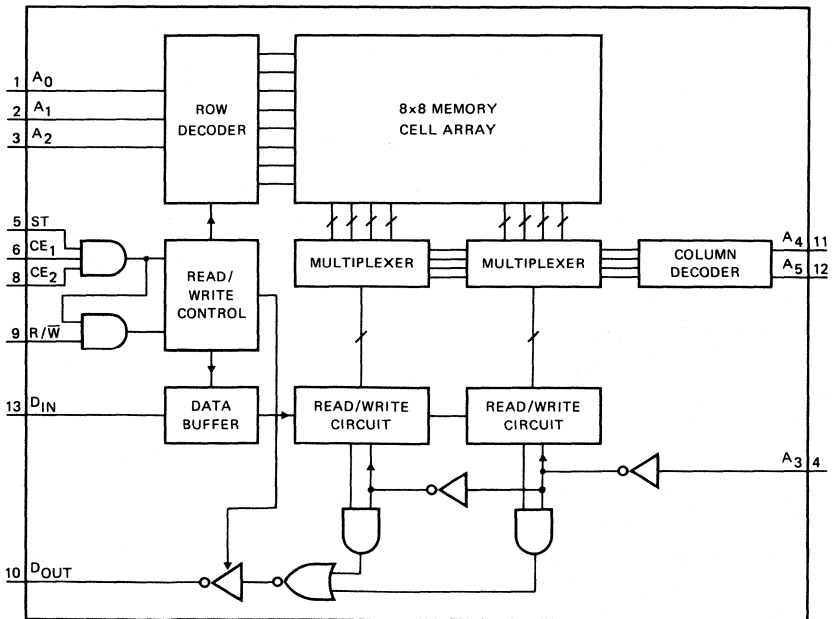 1 A0
2 A1
3 A2
ROW
DECODER
8x8 MEMORY
CELL ARRAY
5 ST
6 CE1
8 CE2
9 R/W̅
READ/
WRITE
CONTROL
MULTIPLEXER
MULTIPLEXER
COLUMN
DECODER
A4 11
A5 12
13 DIN
DATA
BUFFER
READ/WRITE
CIRCUIT
READ/WRITE
CIRCUIT
A3 4
10 DOUT